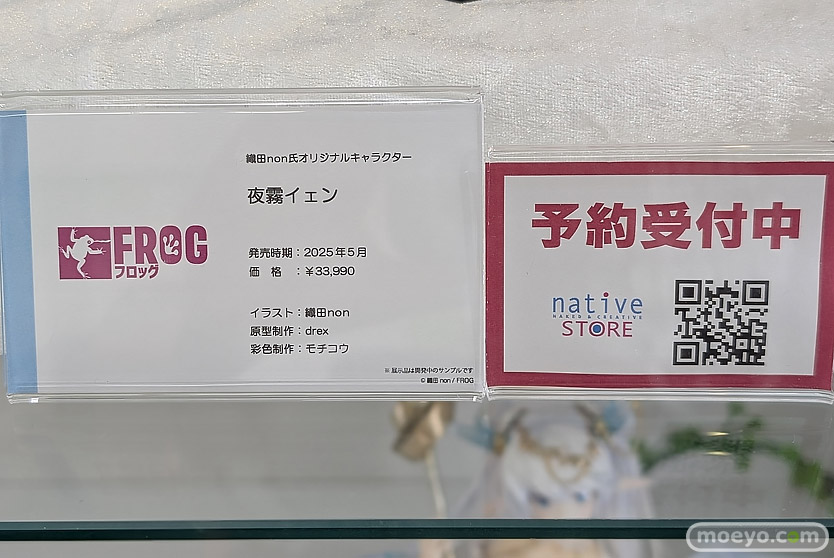 織田non氏オリジナルキャラクター
夜霧イェン
FROG
フロッグ
発売時期：2025年5月
価　格　：￥33,990
イラスト：織田non
原型制作：drex
彩色制作：モチコウ
※ 展示品は開発中のサンプルです
© 織田 non / FROG
予約受付中
native
NAKED & CREATIVE
STORE
moeyo.com